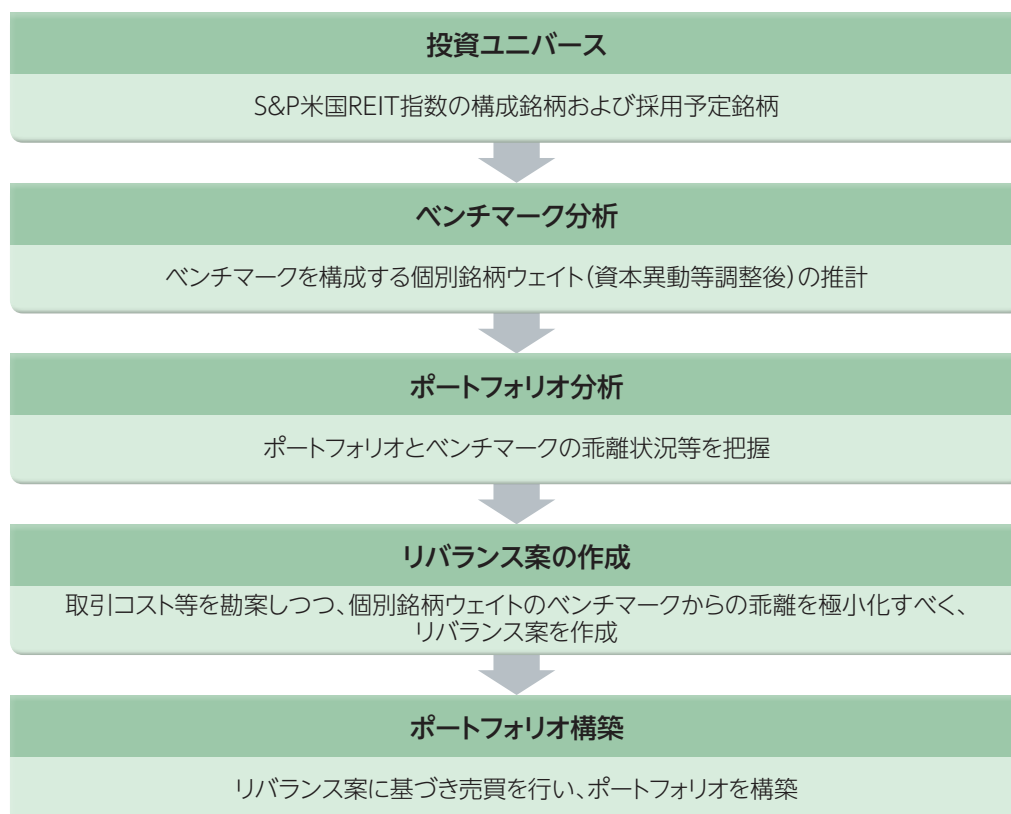 投資ユニバース
S&P米国REIT指数の構成銘柄および採用予定銘柄
ベンチマーク分析
ベンチマークを構成する個別銘柄ウェイト(資本異動等調整後)の推計
ポートフォリオ分析
ポートフォリオとベンチマークの乖離状況等を把握
リバランス案の作成
取引コスト等を勘案しつつ、個別銘柄ウェイトのベンチマークからの乖離を極小化すべく、
リバランス案を作成
ポートフォリオ構築
リバランス案に基づき売買を行い、ポートフォリオを構築